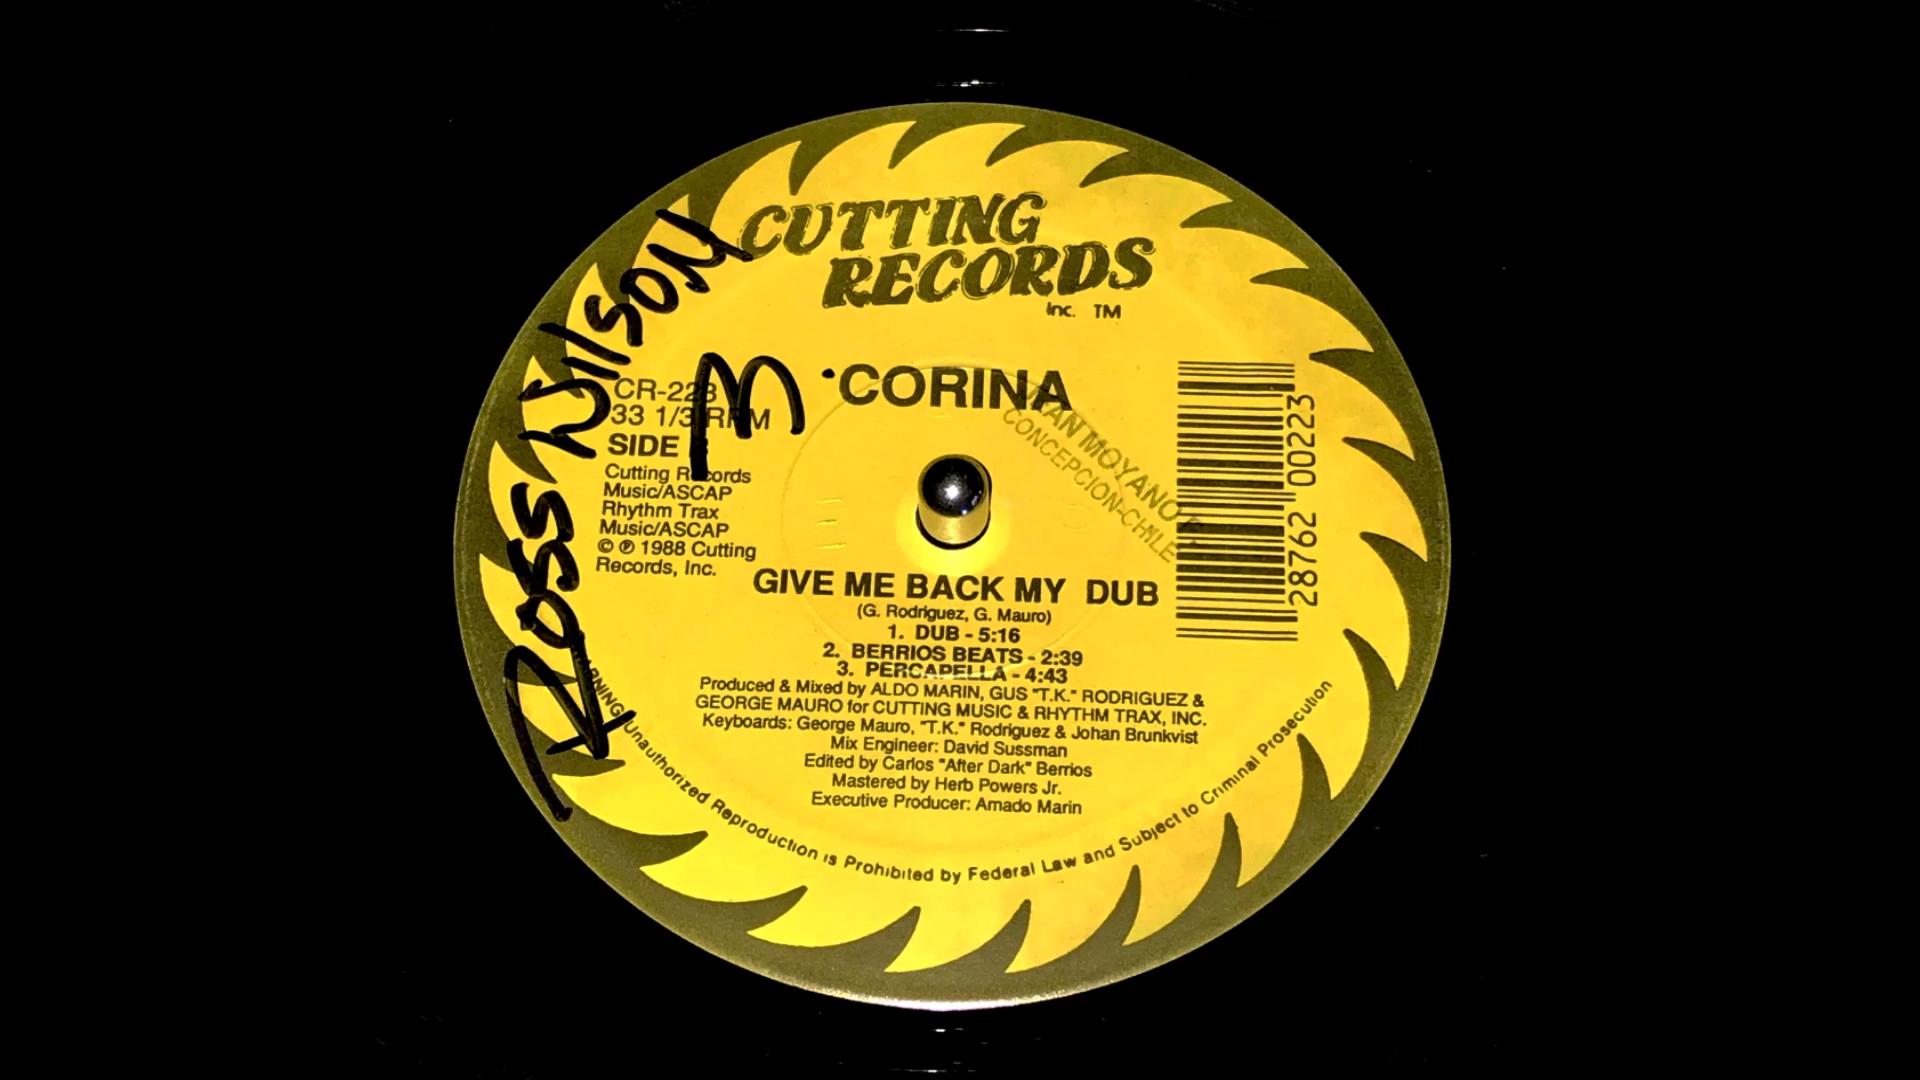 CUTTING
RECORDS
Inc. TM
Ross Wilson
CR-223
33 1/3 RPM
SIDE
Cutting Records
Music/ASCAP
Rhythm Trax
Music/ASCAP
© ℗ 1988 Cutting
Records, Inc.
CORINA
MOYANO
CONCEPCION-CHILE
28762 00223
GIVE ME BACK MY DUB
(G. Rodriguez, G. Mauro)
1. DUB - 5:16
2. BERRIOS BEATS - 2:39
3. PERCAPELLA - 4:43
Produced & Mixed by ALDO MARIN, GUS "T.K." RODRIGUEZ &
GEORGE MAURO for CUTTING MUSIC & RHYTHM TRAX, INC.
Keyboards: George Mauro, "T.K." Rodriguez & Johan Brunkvist
Mix Engineer: David Sussman
Edited by Carlos "After Dark" Berrios
Mastered by Herb Powers Jr.
Executive Producer: Amado Marin
WARNING: Unauthorized Reproduction is Prohibited by Federal Law and Subject to Criminal Prosecution